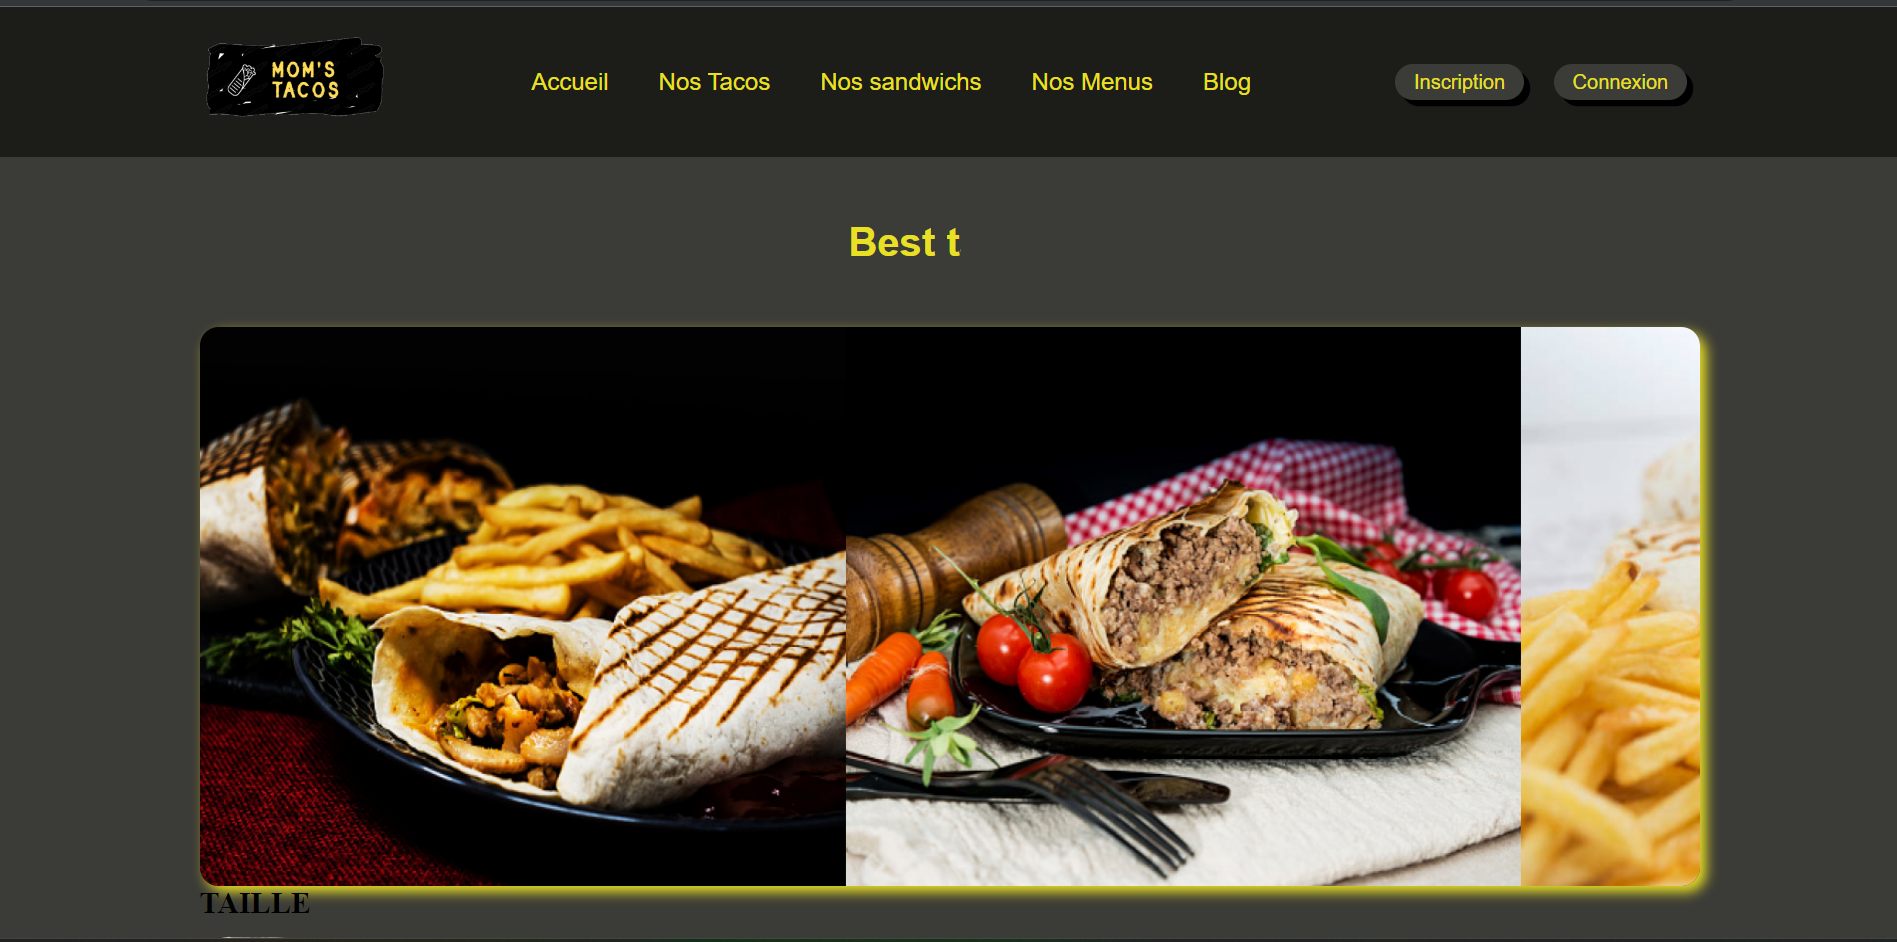 MOM'S
TACOS
Accueil
Nos Tacos
Nos sandwichs
Nos Menus
Blog
Inscription
Connexion
Best t
TAILLE